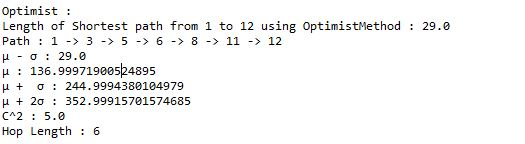 Optimist :
Length of Shortest path from 1 to 12 using OptimistMethod : 29.0
Path : 1 -> 3 -> 5 -> 6 -> 8 -> 11 -> 12
μ - σ : 29.0
μ : 136.99971900524895
μ +  σ : 244.9994380104979
μ + 2σ : 352.99915701574685
C^2 : 5.0
Hop Length : 6